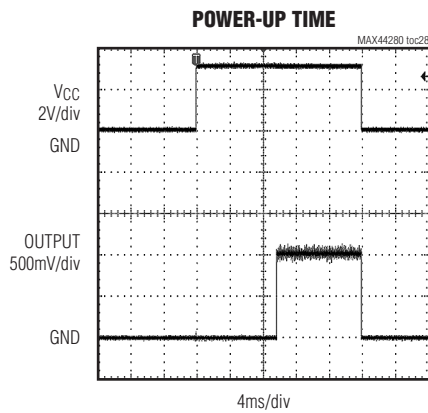 POWER-UP TIME
MAX44280 toc28
VCC
2V/div
GND
OUTPUT
500mV/div
GND
4ms/div